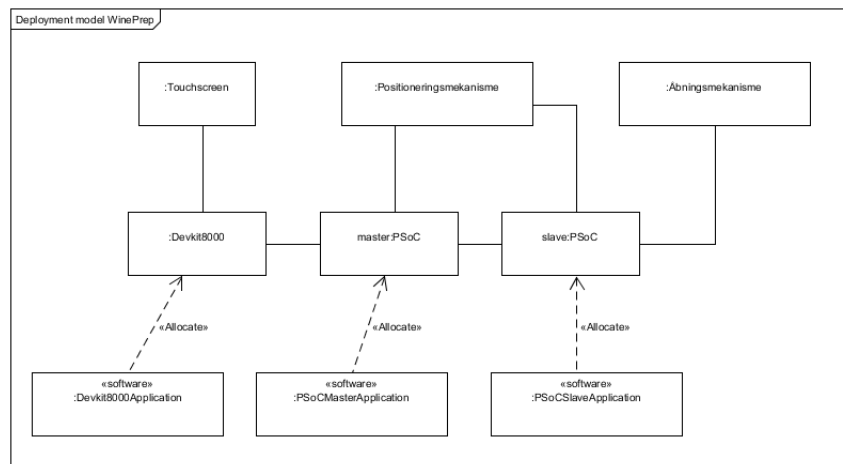 Deployment model WinePrep
:Touchscreen
:Positioneringsmekanisme
:Åbningsmekanisme
:Devkit8000
master:PSoC
slave:PSoC
«Allocate»
«Allocate»
«Allocate»
«software»
:Devkit8000Application
«software»
:PSoCMasterApplication
«software»
:PSoCSlaveApplication